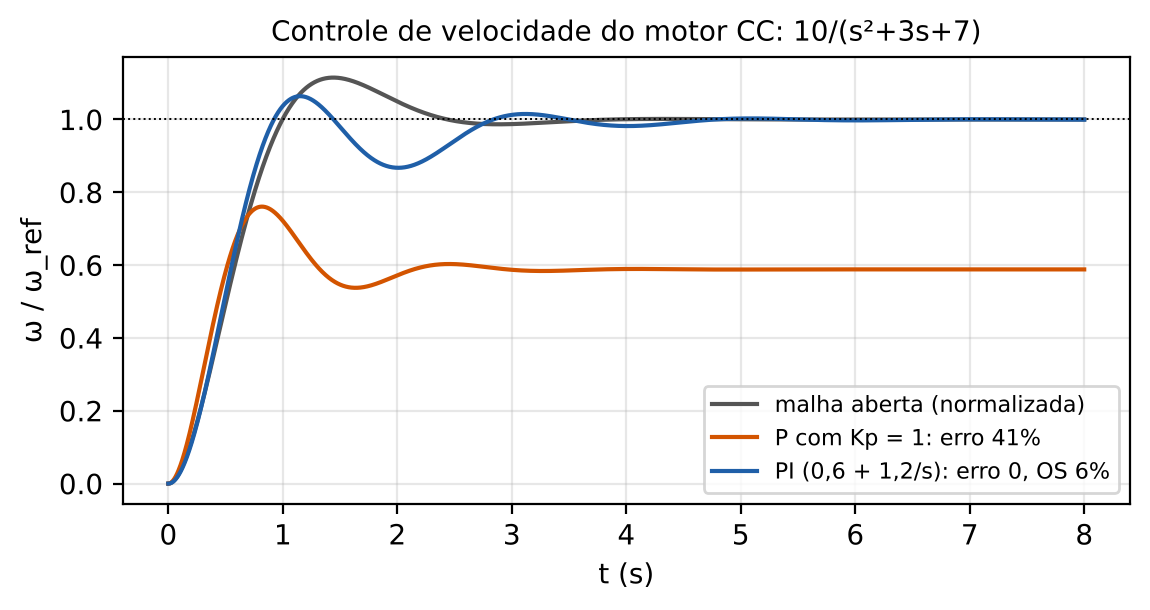 Controle de velocidade do motor CC: 10/(s²+3s+7)
ω / ω_ref
1.0
0.8
0.6
0.4
0.2
0.0
malha aberta (normalizada)
P com Kp = 1: erro 41%
PI (0,6 + 1,2/s): erro 0, OS 6%
0 1 2 3 4 5 6 7 8
t (s)